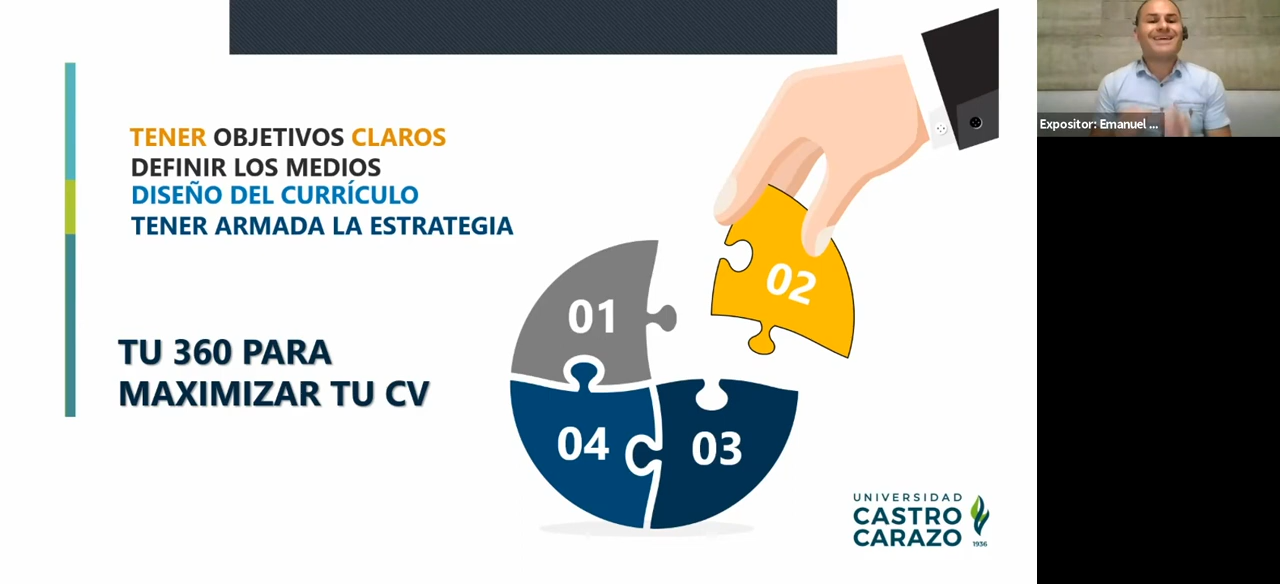 TENER OBJETIVOS CLAROS
DEFINIR LOS MEDIOS
DISEÑO DEL CURRÍCULO
TENER ARMADA LA ESTRATEGIA
TU 360 PARA
MAXIMIZAR TU CV
01
02
04
03
UNIVERSIDAD
CASTRO
CARAZO
1936
Expositor: Emanuel ...